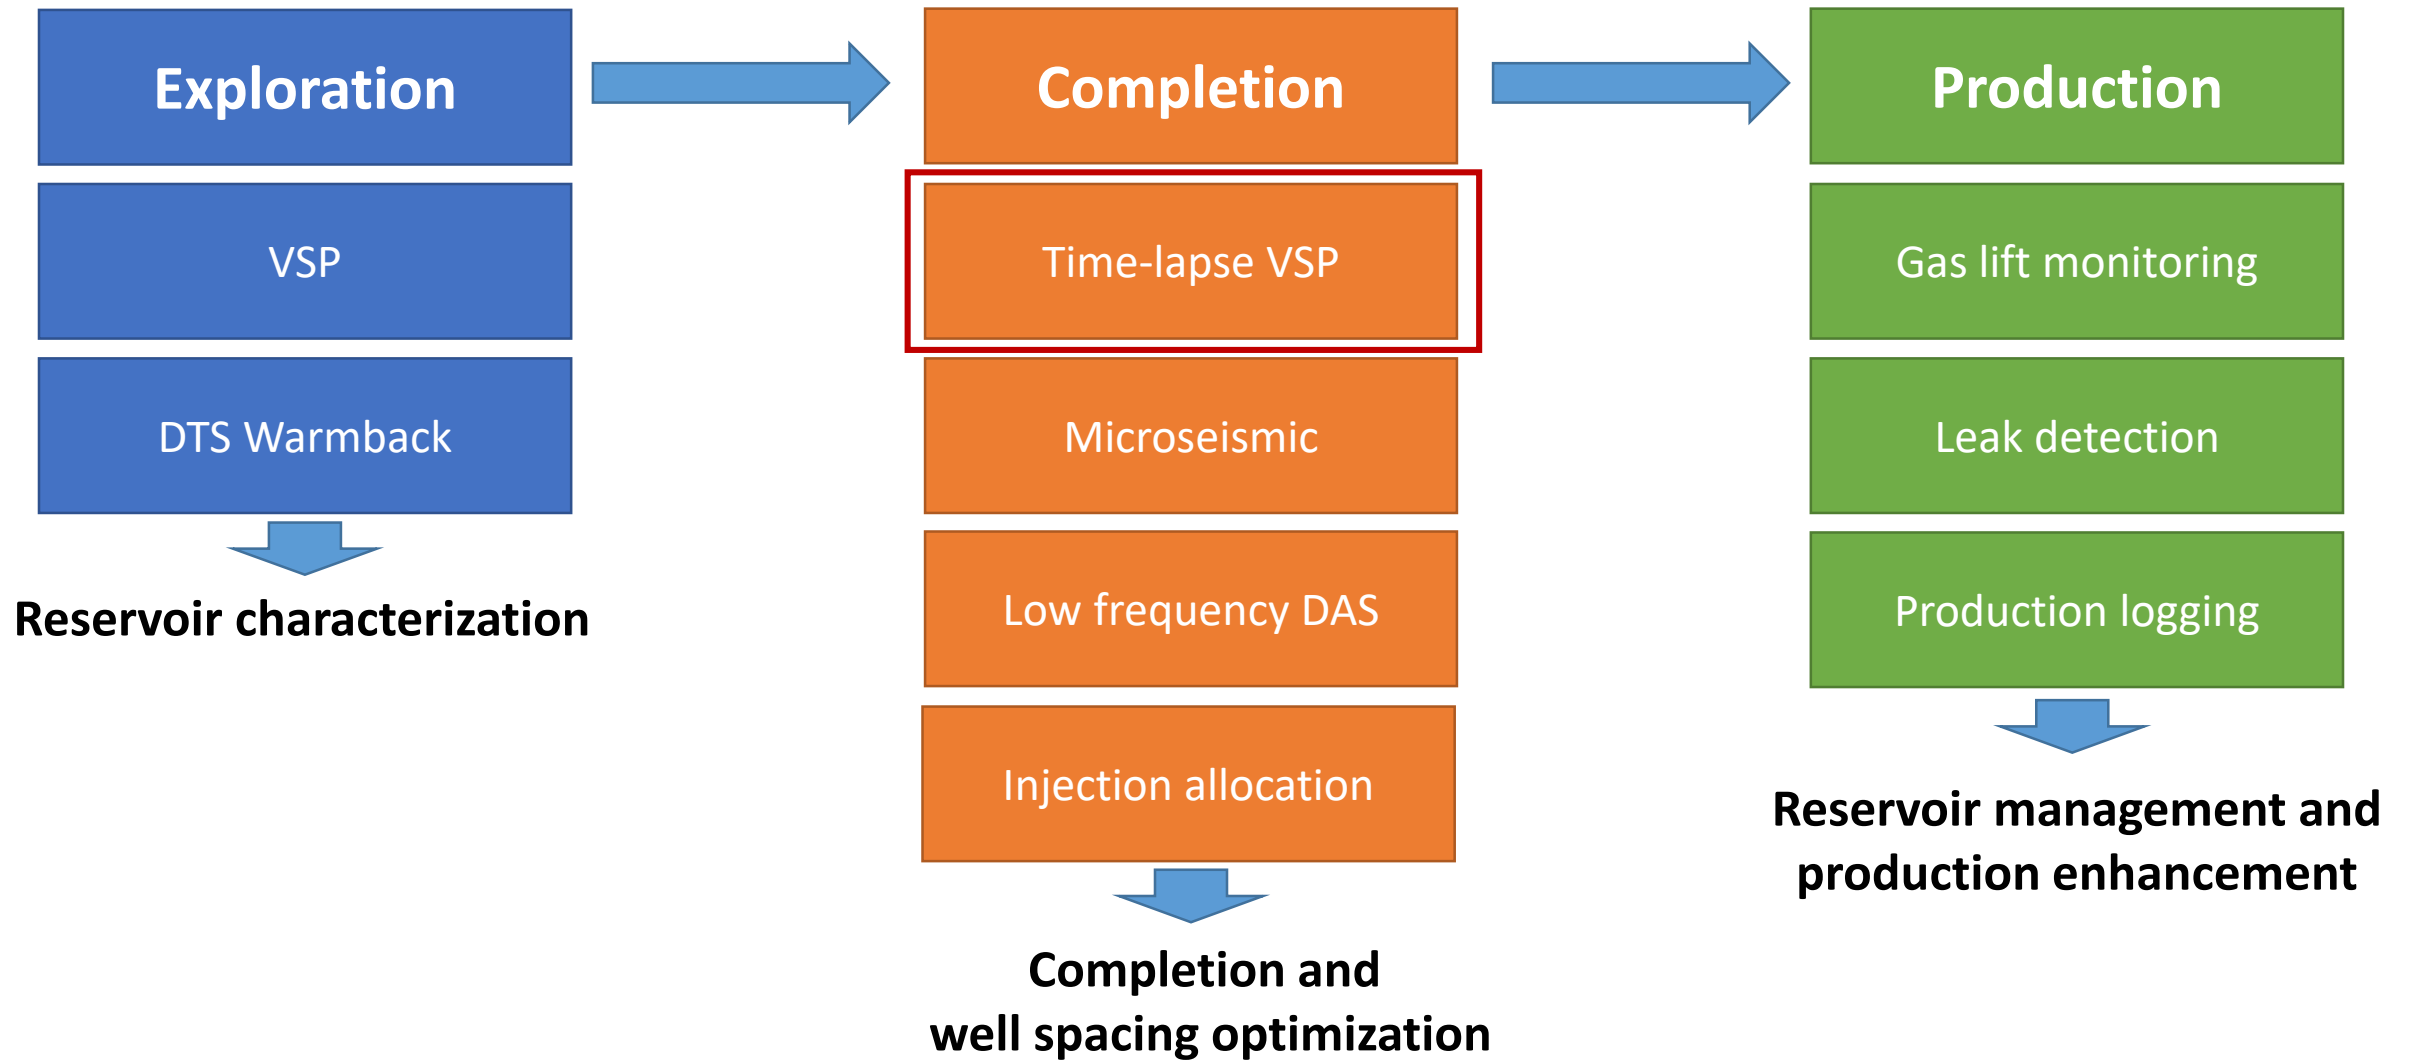 Exploration
VSP
DTS Warmback
Reservoir characterization
Completion
Time-lapse VSP
Microseismic
Low frequency DAS
Injection allocation
Completion and
well spacing optimization
Production
Gas lift monitoring
Leak detection
Production logging
Reservoir management and
production enhancement